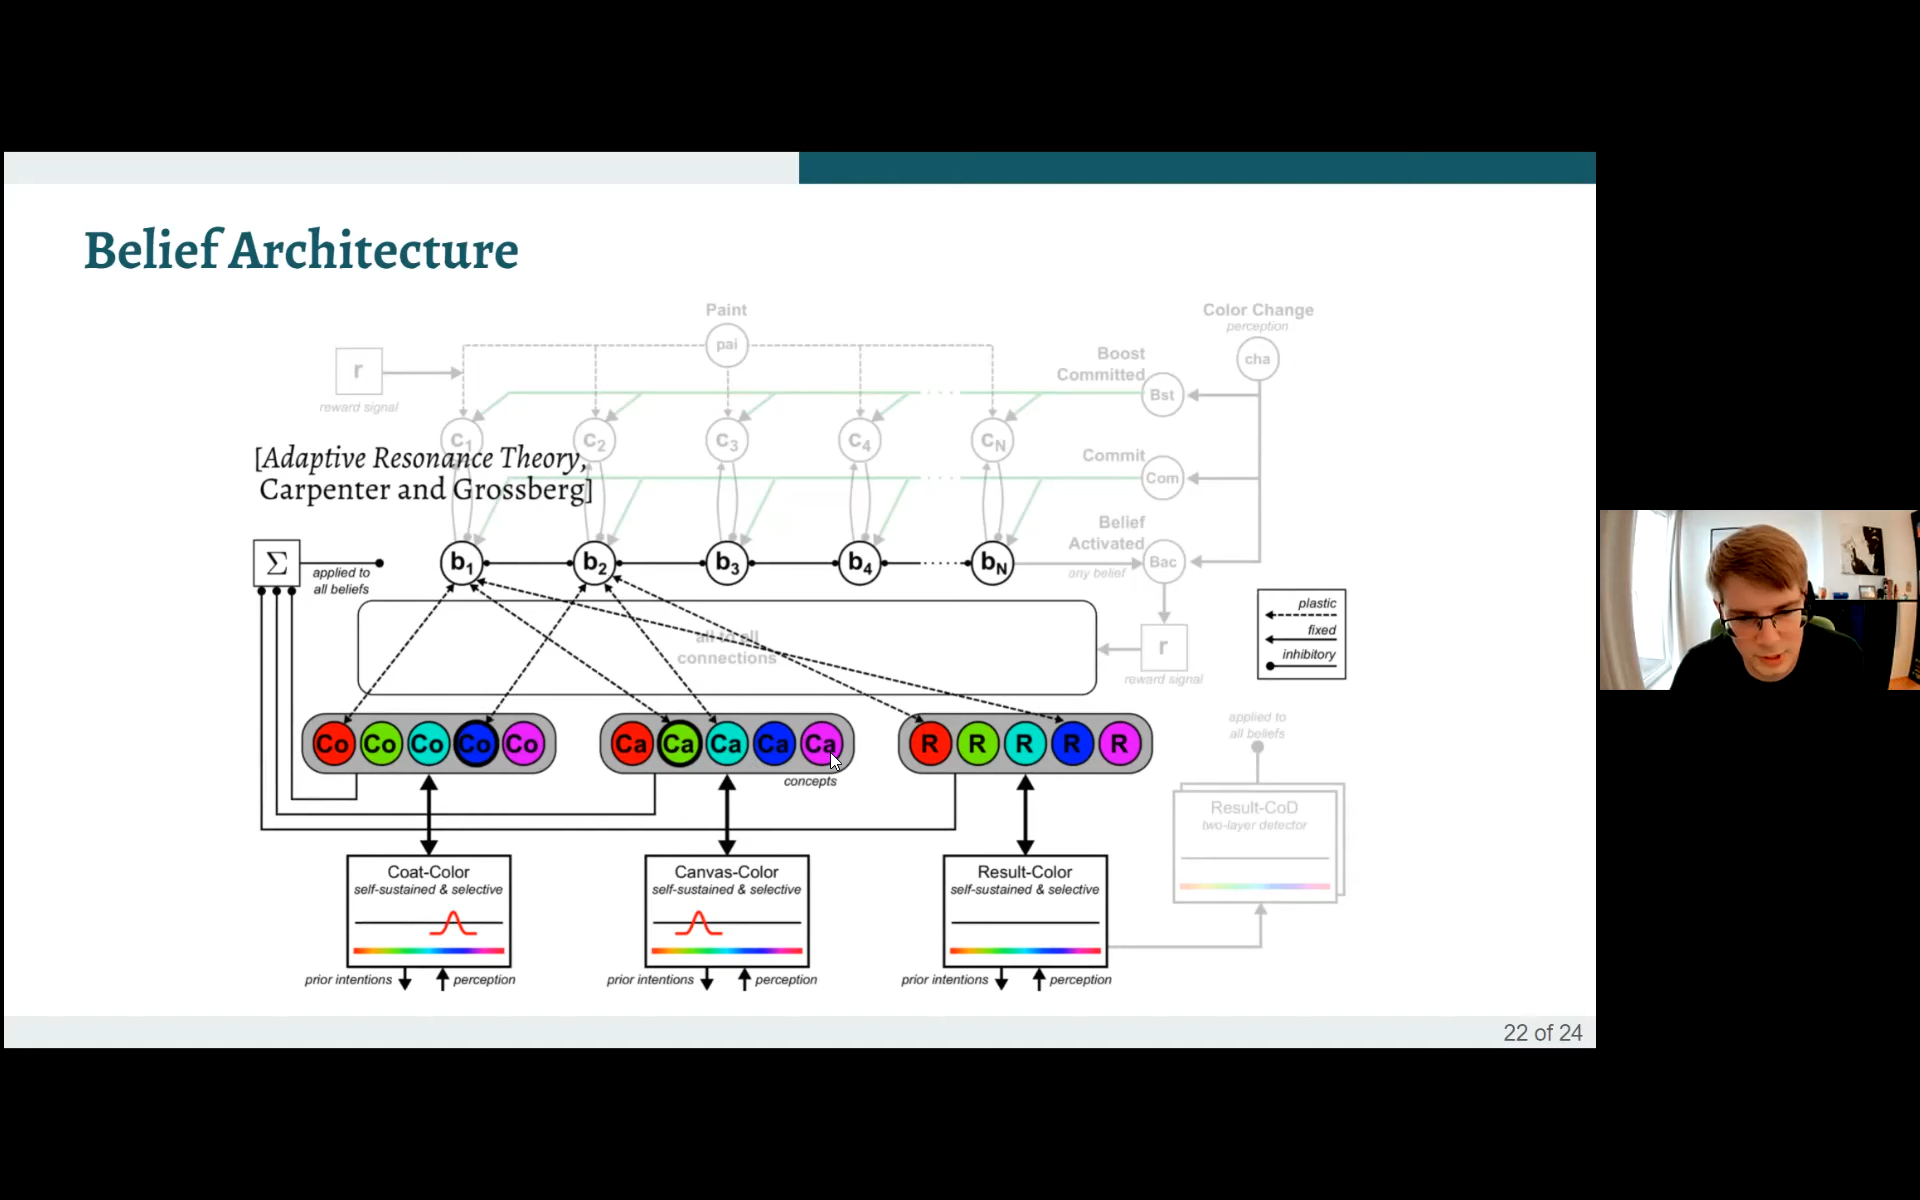 Belief Architecture
Paint
pai
Color Change
perception
cha
r
reward signal
Boost
Committed
Bst
c1
c2
c3
c4
cN
[Adaptive Resonance Theory,
Carpenter and Grossberg]
Commit
Com
Σ
applied to
all beliefs
b1
b2
b3
b4
bN
Belief
Activated
any belief
Bac
all to all
connections
r
reward signal
plastic
fixed
inhibitory
Co Co Co Co Co
Ca Ca Ca Ca Ca
R R R R R
concepts
applied to
all beliefs
Result-CoD
two-layer detector
Coat-Color
self-sustained & selective
prior intentions
perception
Canvas-Color
self-sustained & selective
prior intentions
perception
Result-Color
self-sustained & selective
prior intentions
perception
22 of 24